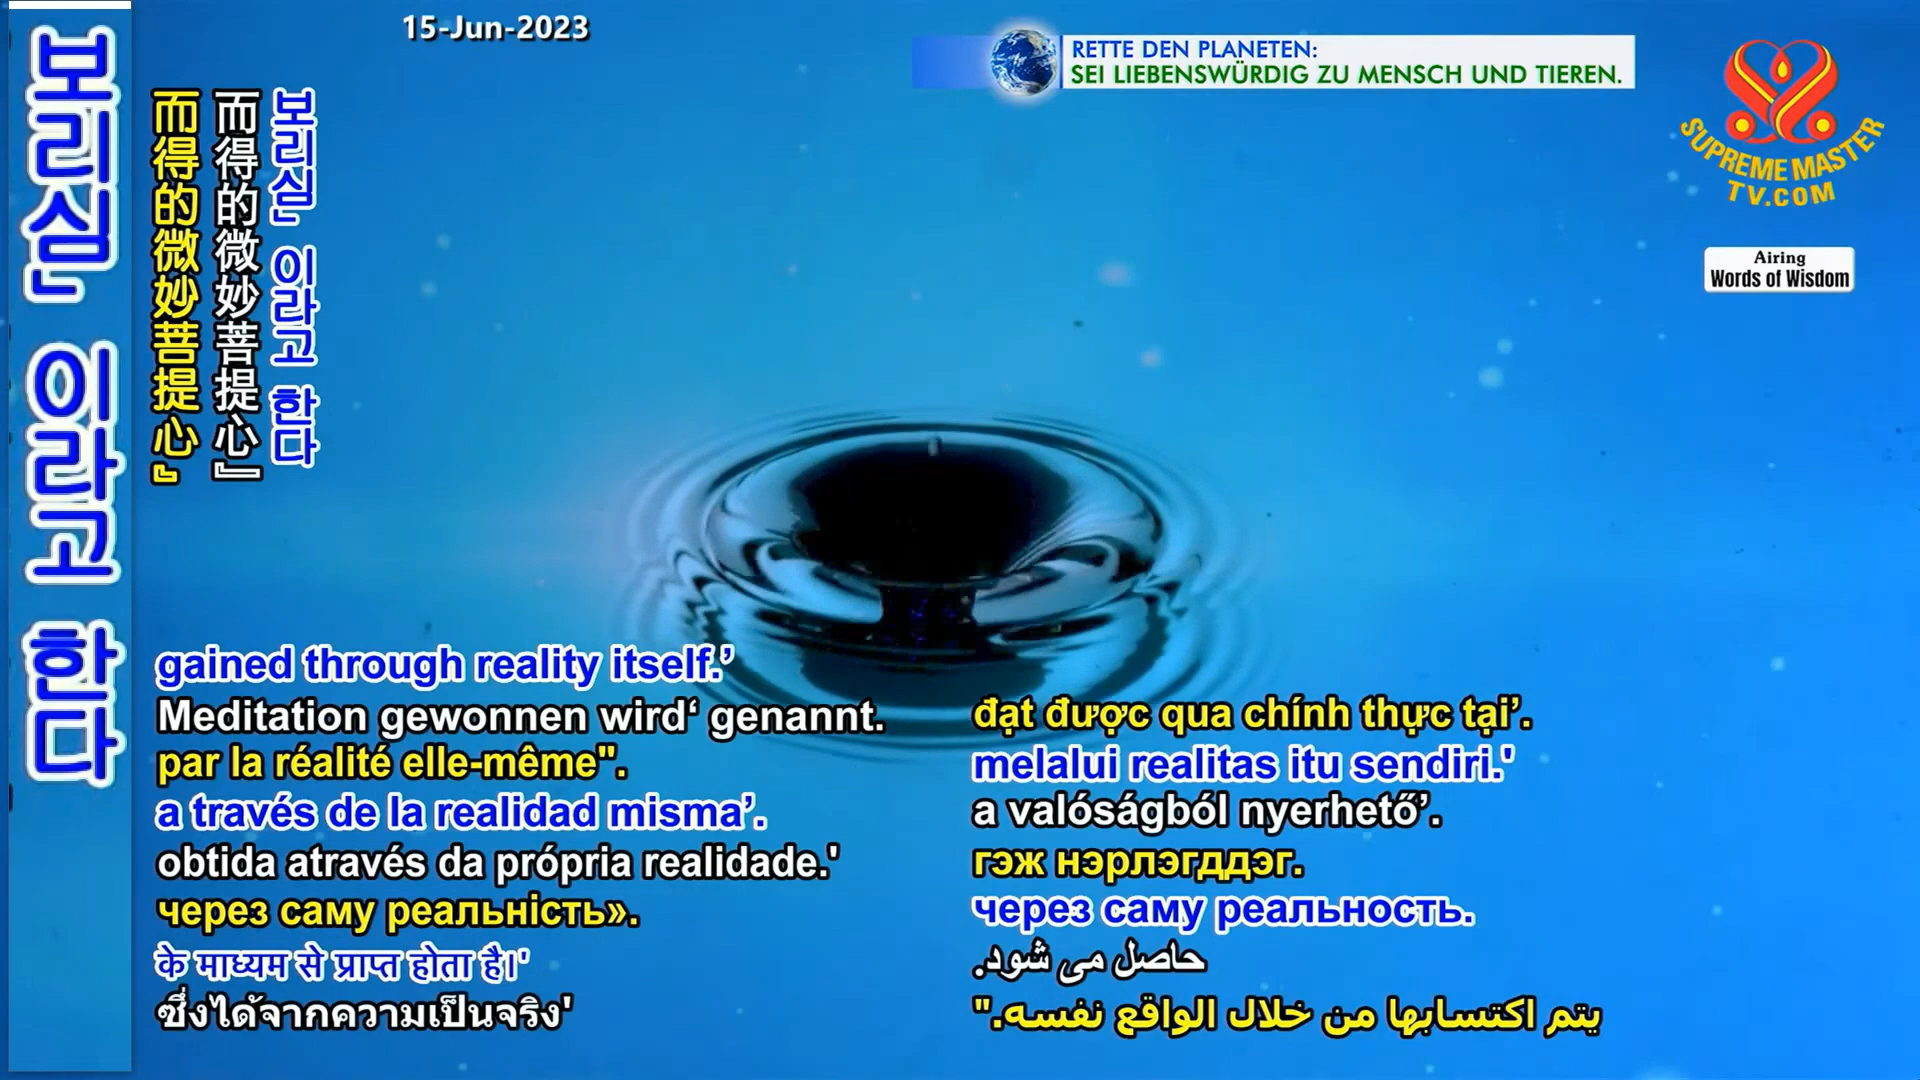 15-Jun-2023
RETTE DEN PLANETEN:
SEI LIEBENSWÜRDIG ZU MENSCH UND TIEREN.
SUPREME MASTER
TV.COM
Airing
Words of Wisdom
보리심」 이라고 한다
보리심」 이라고 한다
而得的微妙菩提心』
而得的微妙菩提心』
gained through reality itself.’
Meditation gewonnen wird‘ genannt.
par la réalité elle-même".
a través de la realidad misma’.
obtida através da própria realidade.'
через саму реальність».
के माध्यम से प्राप्त होता है।'
ซึ่งได้จากความเป็นจริง'
đạt được qua chính thực tại’.
melalui realitas itu sendiri.'
a valóságból nyerhető’.
гэж нэрлэгддэг.
через саму реальность.
حاصل می شود.
يتم اكتسابها من خلال الواقع نفسه."